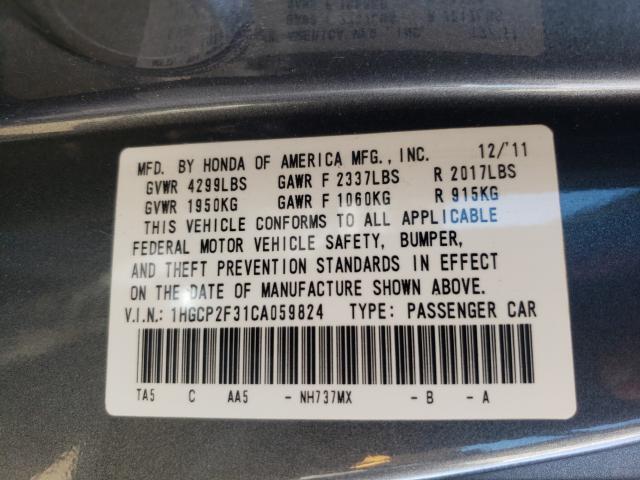 MFD. BY HONDA OF AMERICA MFG., INC. 12/'11
GVWR 4299LBS GAWR F 2337LBS R 2017LBS
GVWR 1950KG GAWR F 1060KG R 915KG
THIS VEHICLE CONFORMS TO ALL APPLICABLE
FEDERAL MOTOR VEHICLE SAFETY, BUMPER,
AND THEFT PREVENTION STANDARDS IN EFFECT
ON THE DATE OF MANUFACTURE SHOWN ABOVE.
V.I.N.: 1HGCP2F31CA059824 TYPE: PASSENGER CAR
TA5 C AA5 - NH737MX - B - A